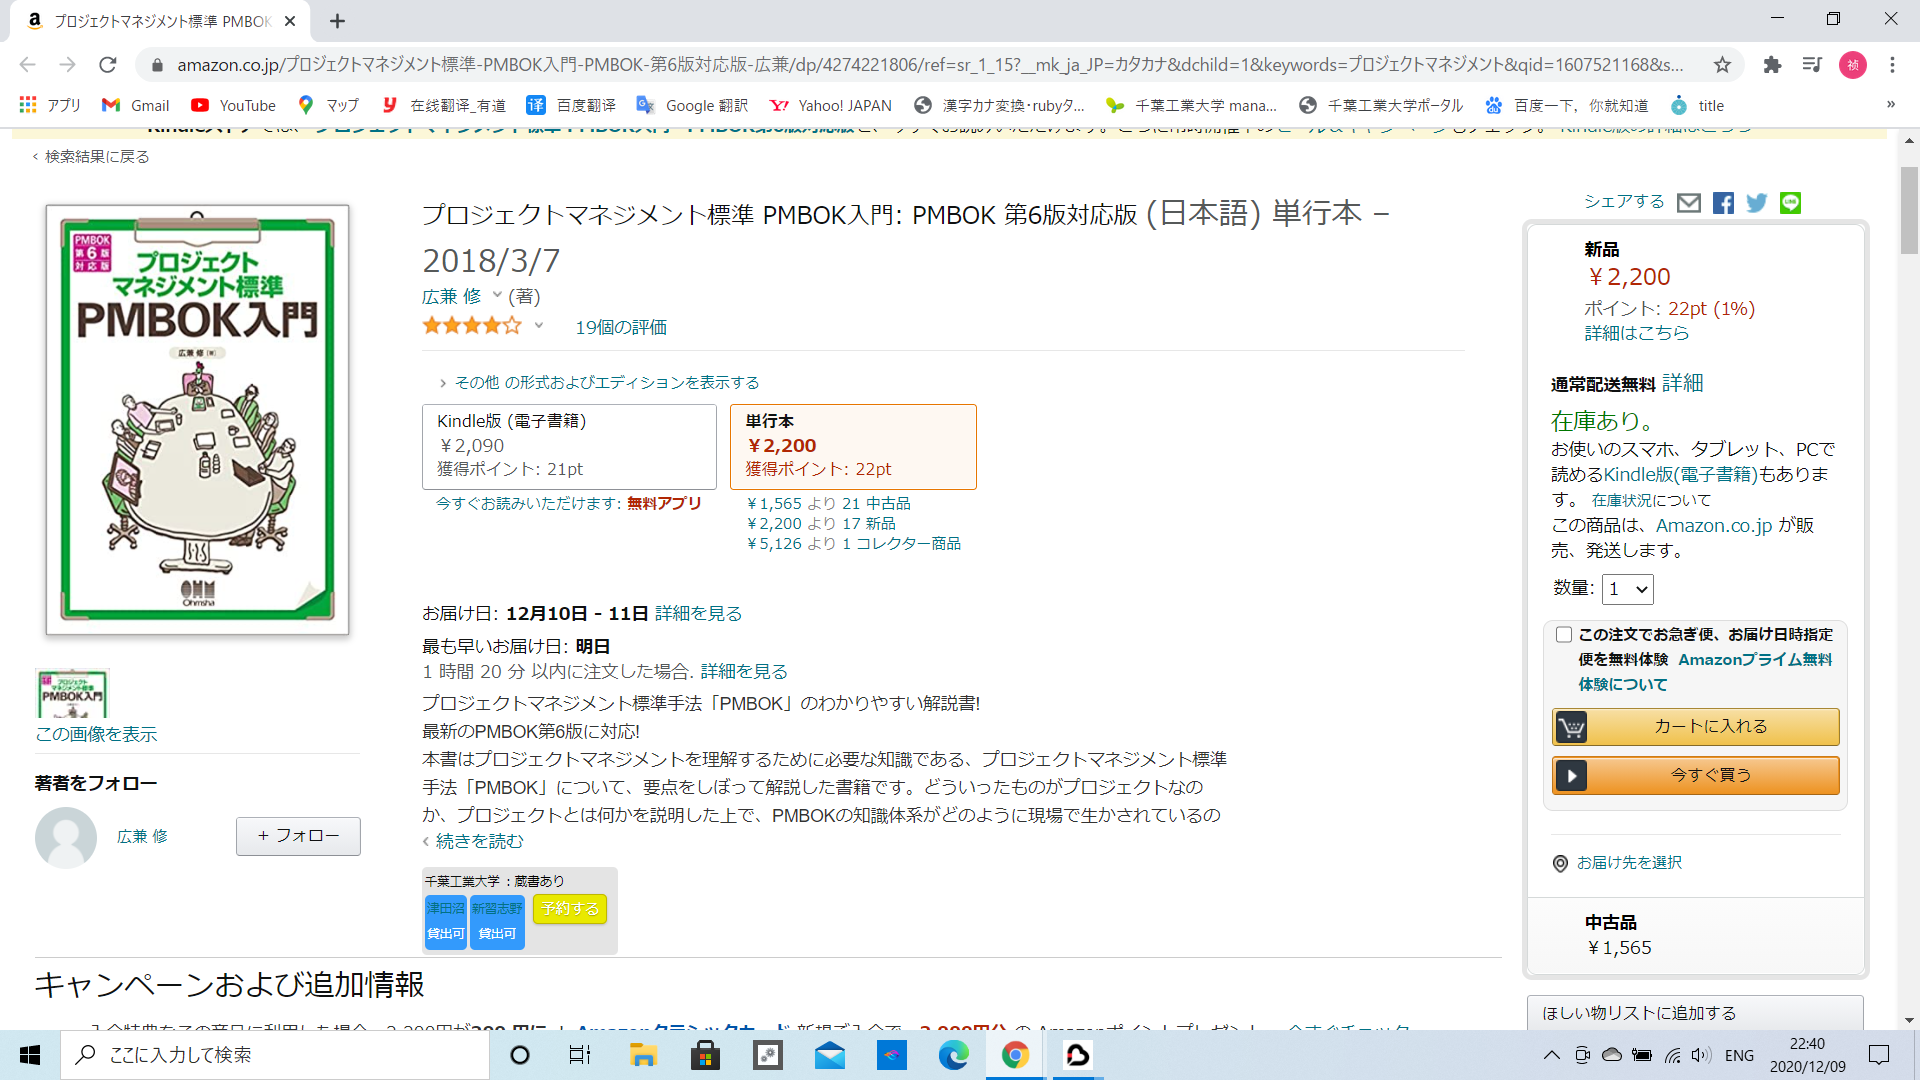 プロジェクトマネジメント標準 PMBOK
amazon.co.jp/プロジェクトマネジメント標準-PMBOK入門-PMBOK-第6版対応版-広兼/dp/4274221806/ref=sr_1_15?__mk_ja_JP=カタカナ&dchild=1&keywords=プロジェクトマネジメント&qid=1607521168&s...
祯
アプリ Gmail YouTube マップ 在线翻译_有道 百度翻译 Google 翻訳 Yahoo! JAPAN 漢字カナ変換・rubyタ... 千葉工業大学 mana... 千葉工業大学ポータル 百度一下，你就知道 title »
‹ 検索結果に戻る
シェアする
PMBOK
第6版
対応版
プロジェクト
マネジメント標準
PMBOK入門
広兼 修 [著]
OHM
Ohmsha
この画像を表示
著者をフォロー
広兼 修
+ フォロー
プロジェクトマネジメント標準 PMBOK入門: PMBOK 第6版対応版 (日本語) 単行本 –
2018/3/7
広兼 修 (著)
19個の評価
› その他 の形式およびエディションを表示する
Kindle版 (電子書籍)
￥2,090
獲得ポイント: 21pt
単行本
￥2,200
獲得ポイント: 22pt
今すぐお読みいただけます: 無料アプリ
￥1,565 より 21 中古品
￥2,200 より 17 新品
￥5,126 より 1 コレクター商品
お届け日: 12月10日 - 11日 詳細を見る
最も早いお届け日: 明日
1 時間 20 分 以内に注文した場合. 詳細を見る
プロジェクトマネジメント標準手法「PMBOK」のわかりやすい解説書!
最新のPMBOK第6版に対応!
本書はプロジェクトマネジメントを理解するために必要な知識である、プロジェクトマネジメント標準
手法「PMBOK」について、要点をしぼって解説した書籍です。どういったものがプロジェクトなの
か、プロジェクトとは何かを説明した上で、PMBOKの知識体系がどのように現場で生かされているの
‹ 続きを読む
千葉工業大学 : 蔵書あり
津田沼
貸出可
新習志野
貸出可
予約する
新品
￥2,200
ポイント: 22pt (1%)
詳細はこちら
通常配送無料 詳細
在庫あり。
お使いのスマホ、タブレット、PCで
読めるKindle版(電子書籍)もありま
す。 在庫状況について
この商品は、Amazon.co.jp が販
売、発送します。
数量: 1
この注文でお急ぎ便、お届け日時指定
便を無料体験 Amazonプライム無料
体験について
カートに入れる
今すぐ買う
お届け先を選択
中古品
￥1,565
ほしい物リストに追加する
キャンペーンおよび追加情報
ここに入力して検索
ENG
22:40
2020/12/09